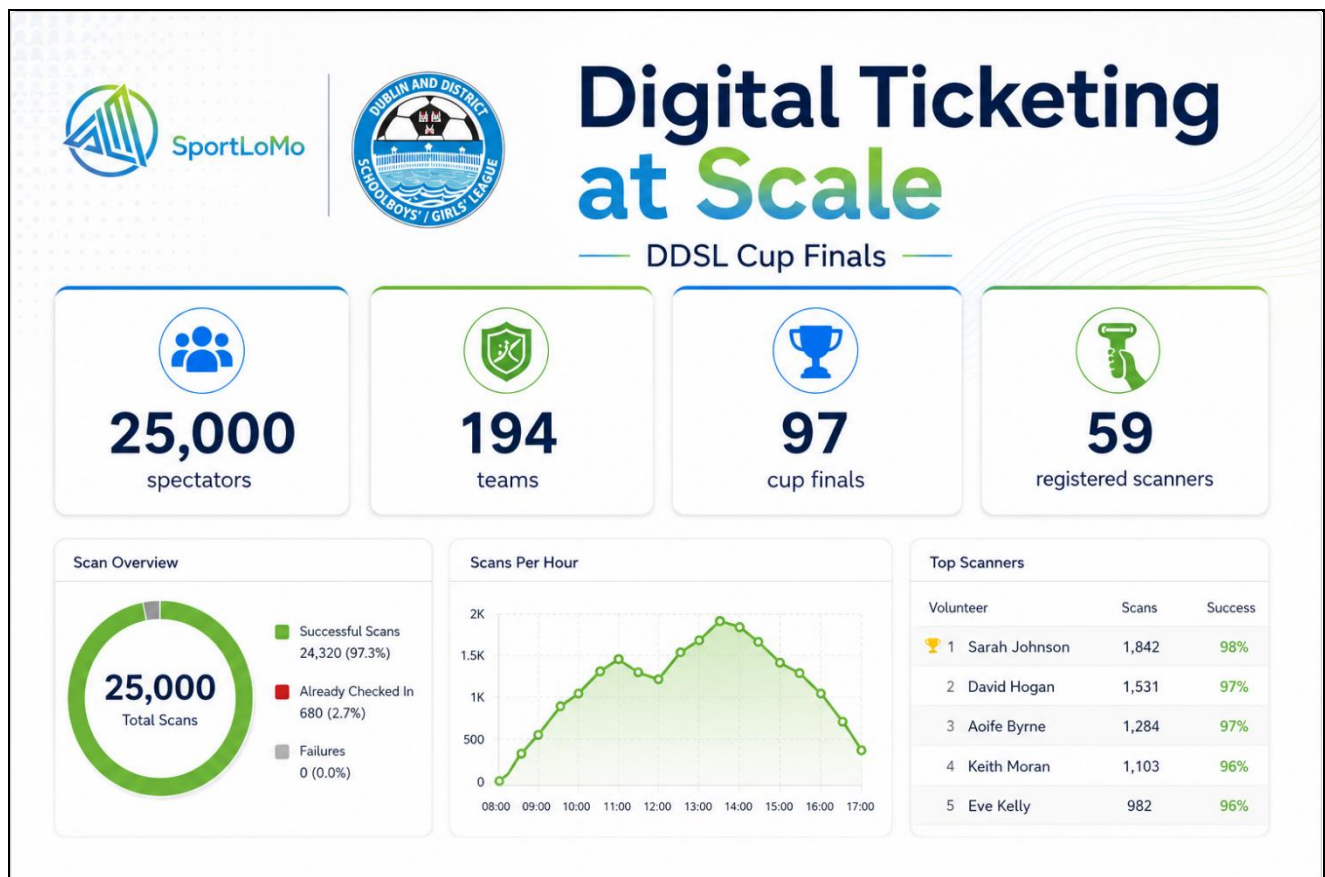 SportLoMo
DUBLIN AND DISTRICT
SCHOOLBOYS' / GIRLS' LEAGUE
Digital Ticketing
at Scale
DDSL Cup Finals
25,000
spectators
194
teams
97
cup finals
59
registered scanners
Scan Overview
25,000
Total Scans
Successful Scans
24,320 (97.3%)
Already Checked In
680 (2.7%)
Failures
0 (0.0%)
Scans Per Hour
2K
1.5K
1K
500
0
08:00 09:00 10:00 11:00 12:00 13:00 14:00 15:00 16:00 17:00
Top Scanners
Volunteer Scans Success
1 Sarah Johnson 1,842 98%
2 David Hogan 1,531 97%
3 Aoife Byrne 1,284 97%
4 Keith Moran 1,103 96%
5 Eve Kelly 982 96%